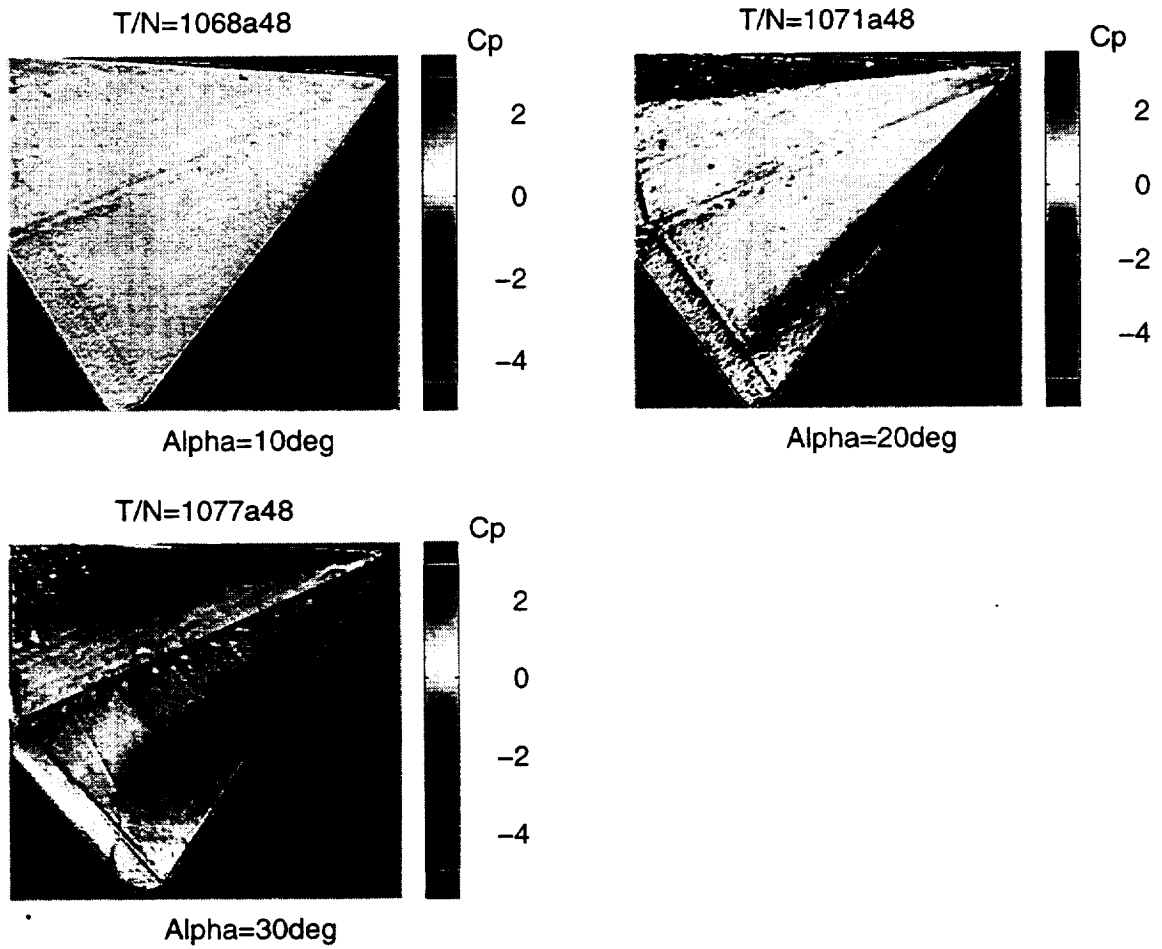 T/N=1068a48
Cp
2
0
−2
−4
Alpha=10deg
T/N=1071a48
Cp
2
0
−2
−4
Alpha=20deg
T/N=1077a48
Cp
2
0
−2
−4
Alpha=30deg